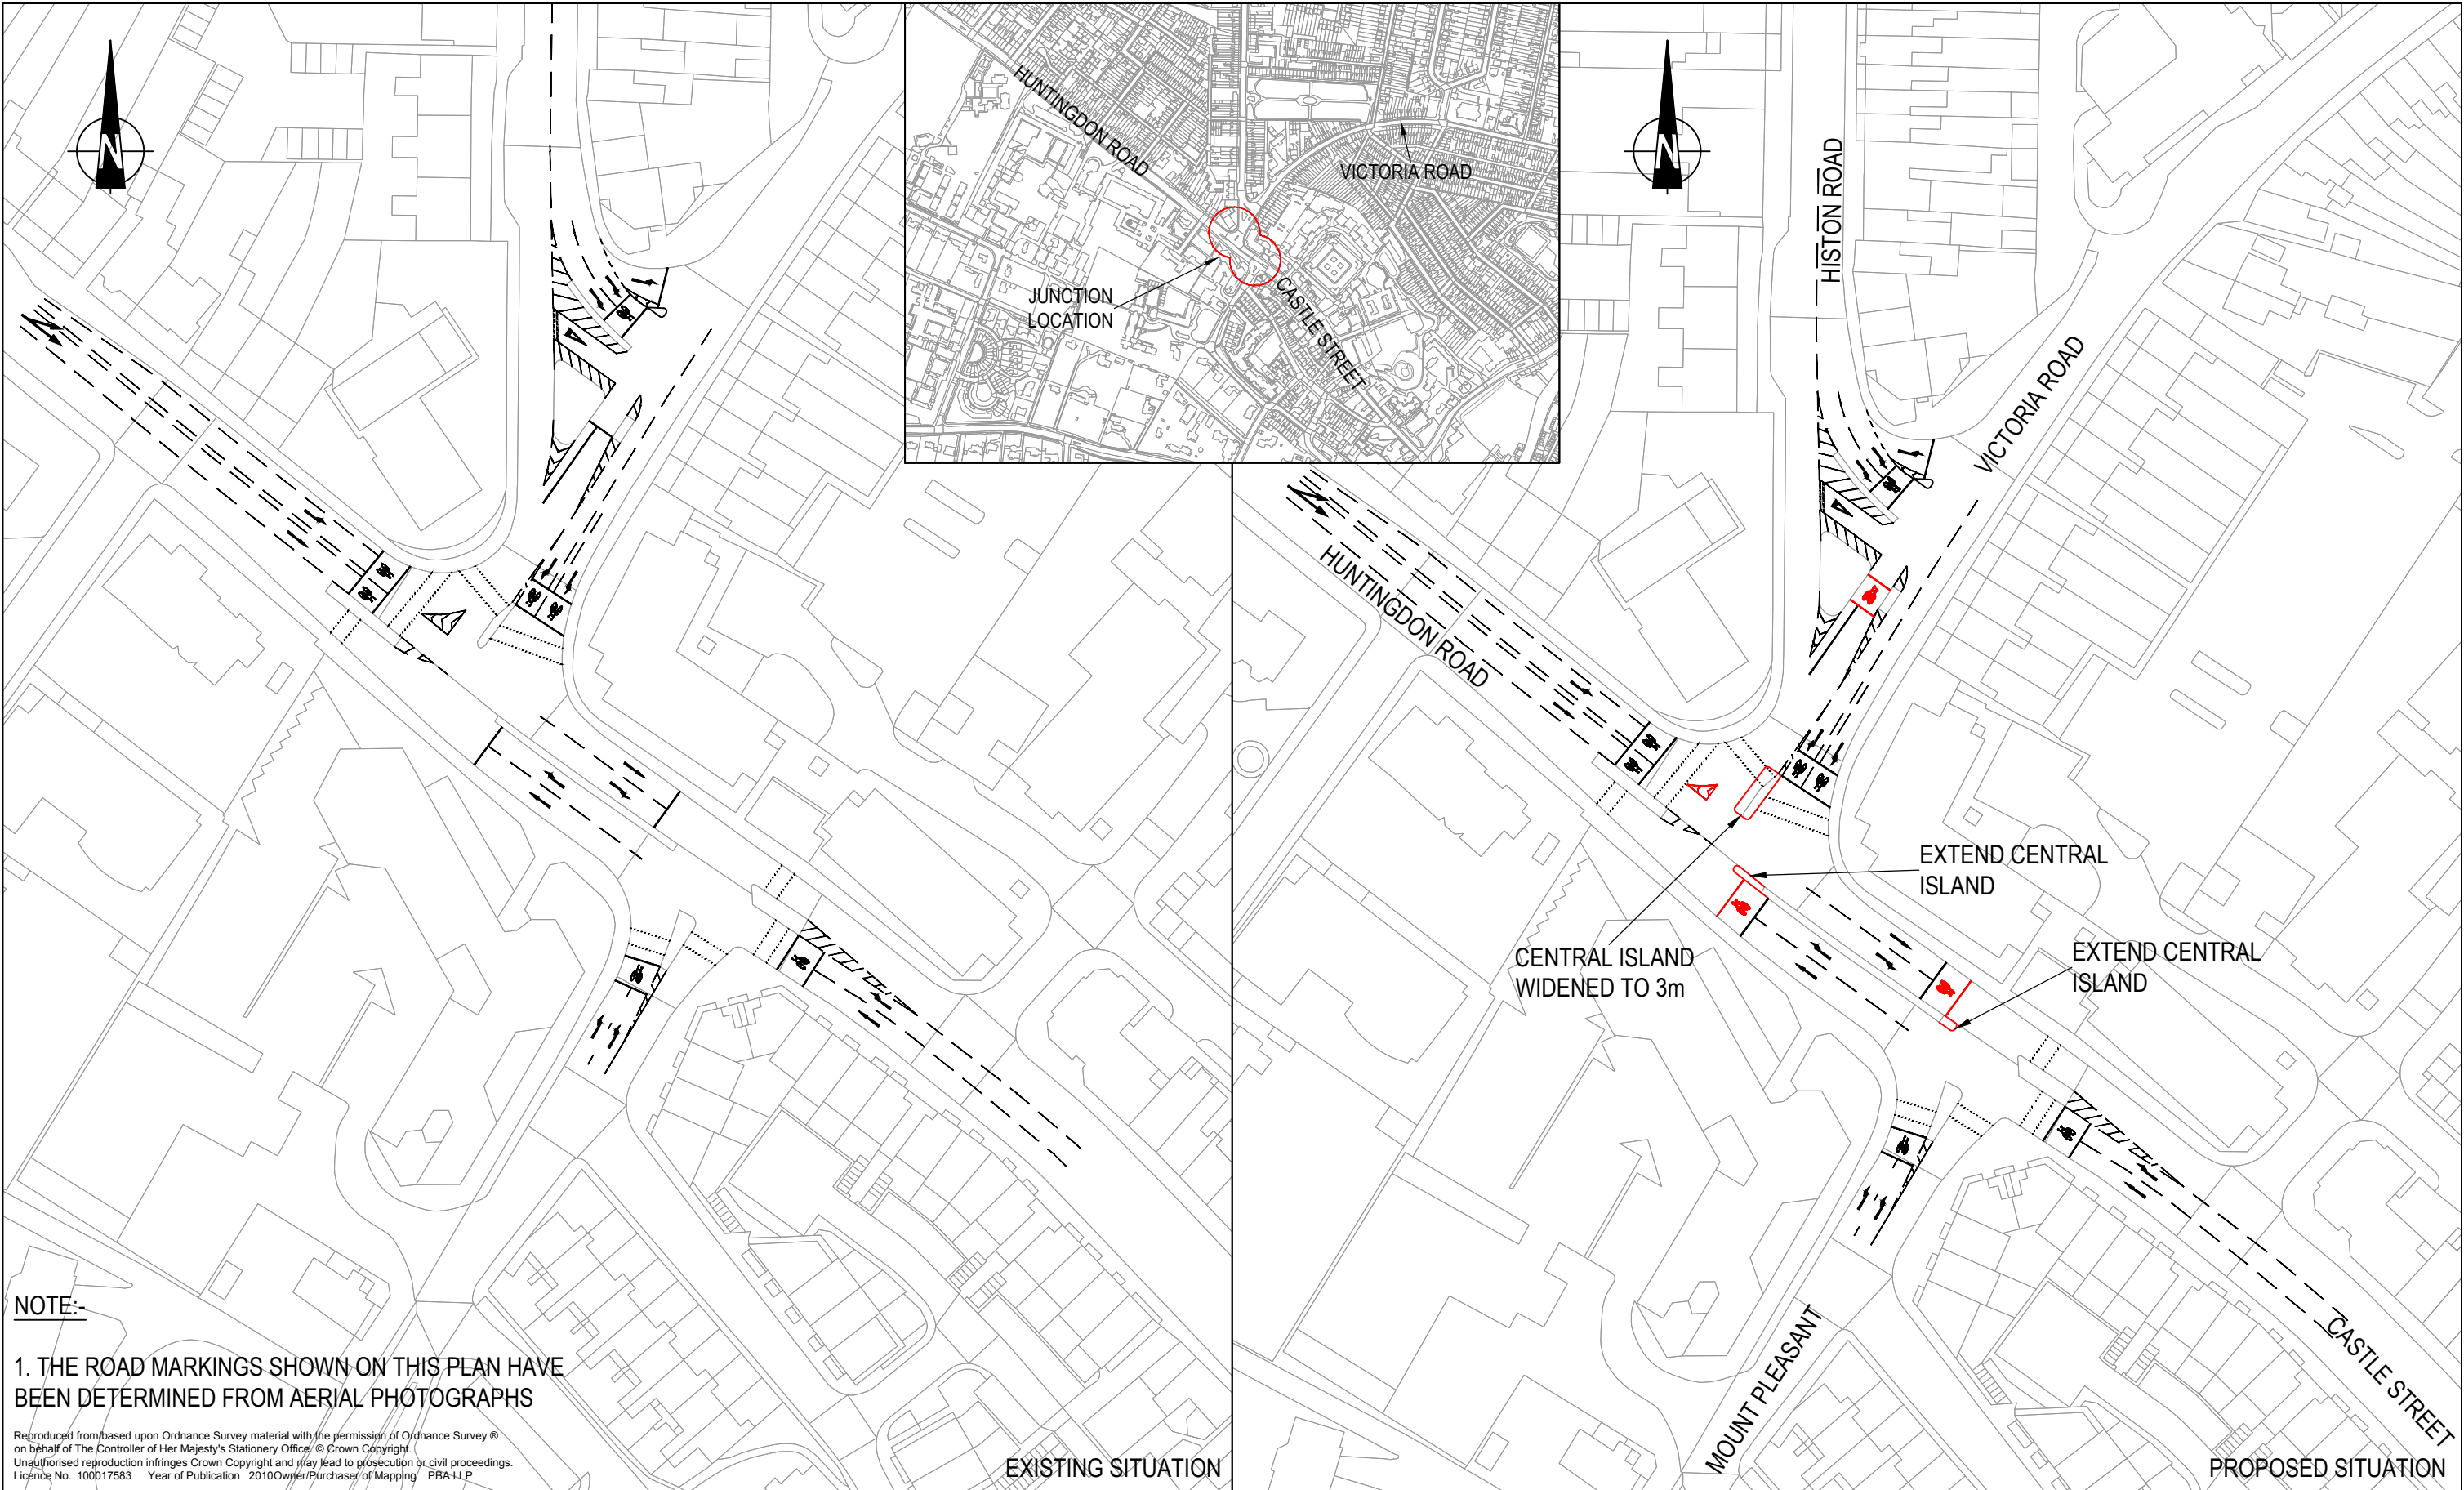 N
HUNTINGDON ROAD
VICTORIA ROAD
JUNCTION
LOCATION
CASTLE STREET
NOTE:-
1. THE ROAD MARKINGS SHOWN ON THIS PLAN HAVE
BEEN DETERMINED FROM AERIAL PHOTOGRAPHS
Reproduced from/based upon Ordnance Survey material with the permission of Ordnance Survey ®
on behalf of The Controller of Her Majesty's Stationery Office. © Crown Copyright.
Unauthorised reproduction infringes Crown Copyright and may lead to prosecution or civil proceedings.
Licence No. 100017583 Year of Publication 2010Owner/Purchaser of Mapping PBA LLP
EXISTING SITUATION
N
HISTON ROAD
VICTORIA ROAD
HUNTINGDON ROAD
EXTEND CENTRAL
ISLAND
CENTRAL ISLAND
WIDENED TO 3m
EXTEND CENTRAL
ISLAND
MOUNT PLEASANT
CASTLE STREET
PROPOSED SITUATION